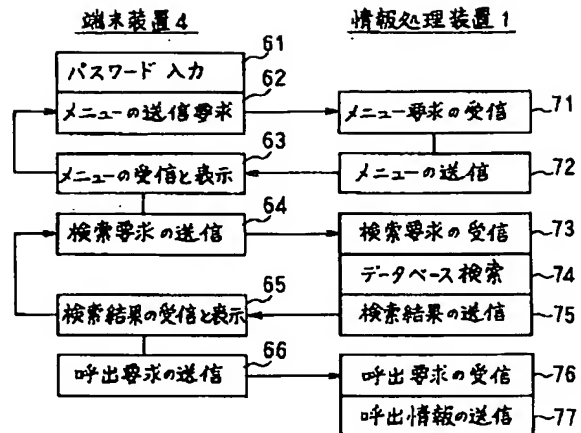 端末装置4
情報処理装置1
61
パスワード 入力
62
メニューの送信要求
メニュー要求の受信
71
63
メニューの受信と表示
メニューの送信
72
64
検索要求の送信
検索要求の受信
73
データベース検索
74
65
検索結果の受信と表示
検索結果の送信
75
66
呼出要求の送信
呼出要求の受信
76
呼出情報の送信
77